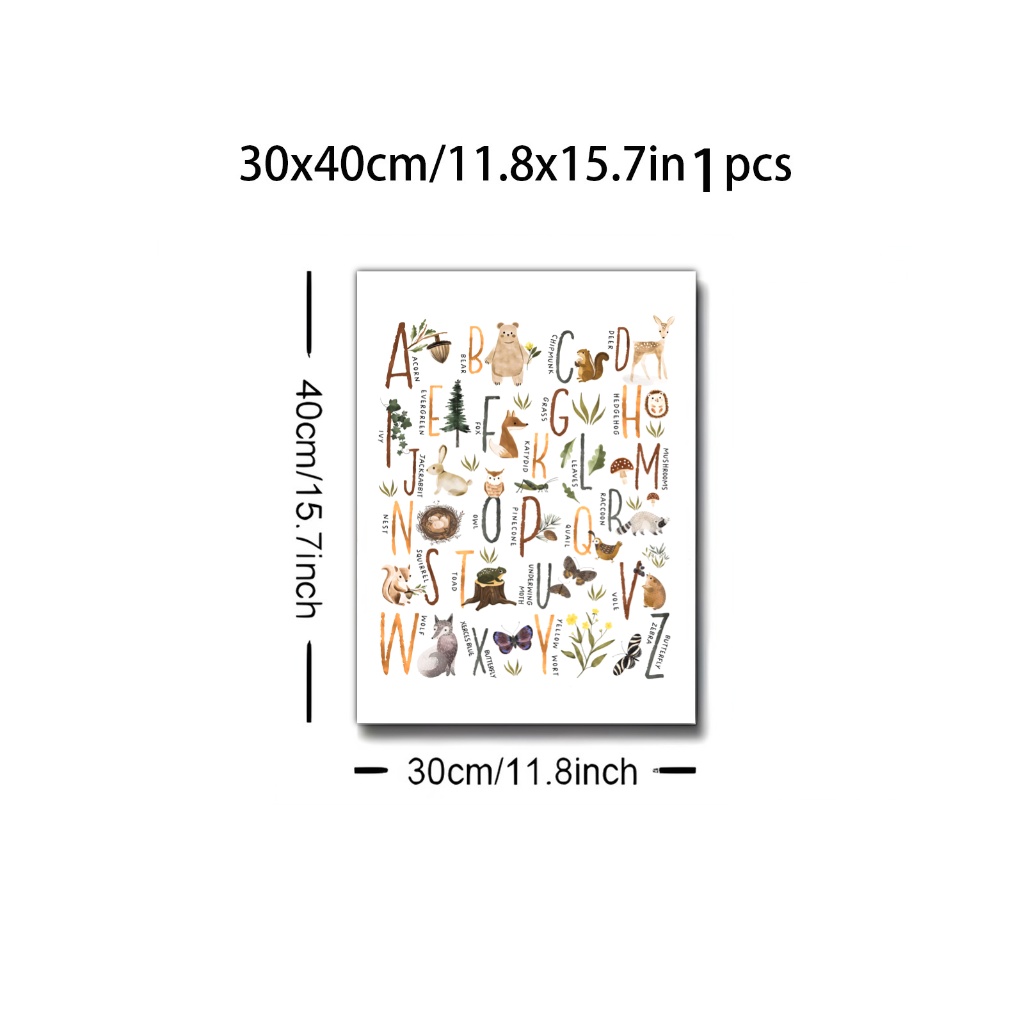 30x40cm/11.8x15.7in 1 pcs
40cm/15.7inch
A ACORN
B BEAR
C CHIPMUNK
D DEER
E EVERGREEN
F FOX
G GRASS
H HEDGEHOG
I IVY
J JACKRABBIT
K KATYDID
L LEAVES
M MUSHROOMS
N NEST
O OWL
P PINECONE
Q QUAIL
R RACCOON
S SQUIRREL
T TOAD
U UNDERWING MOTH
V VOLE
W WOLF
X XERCES BLUE BUTTERFLY
Y YELLOW WORT
Z ZEBRA BUTTERFLY
30cm/11.8inch